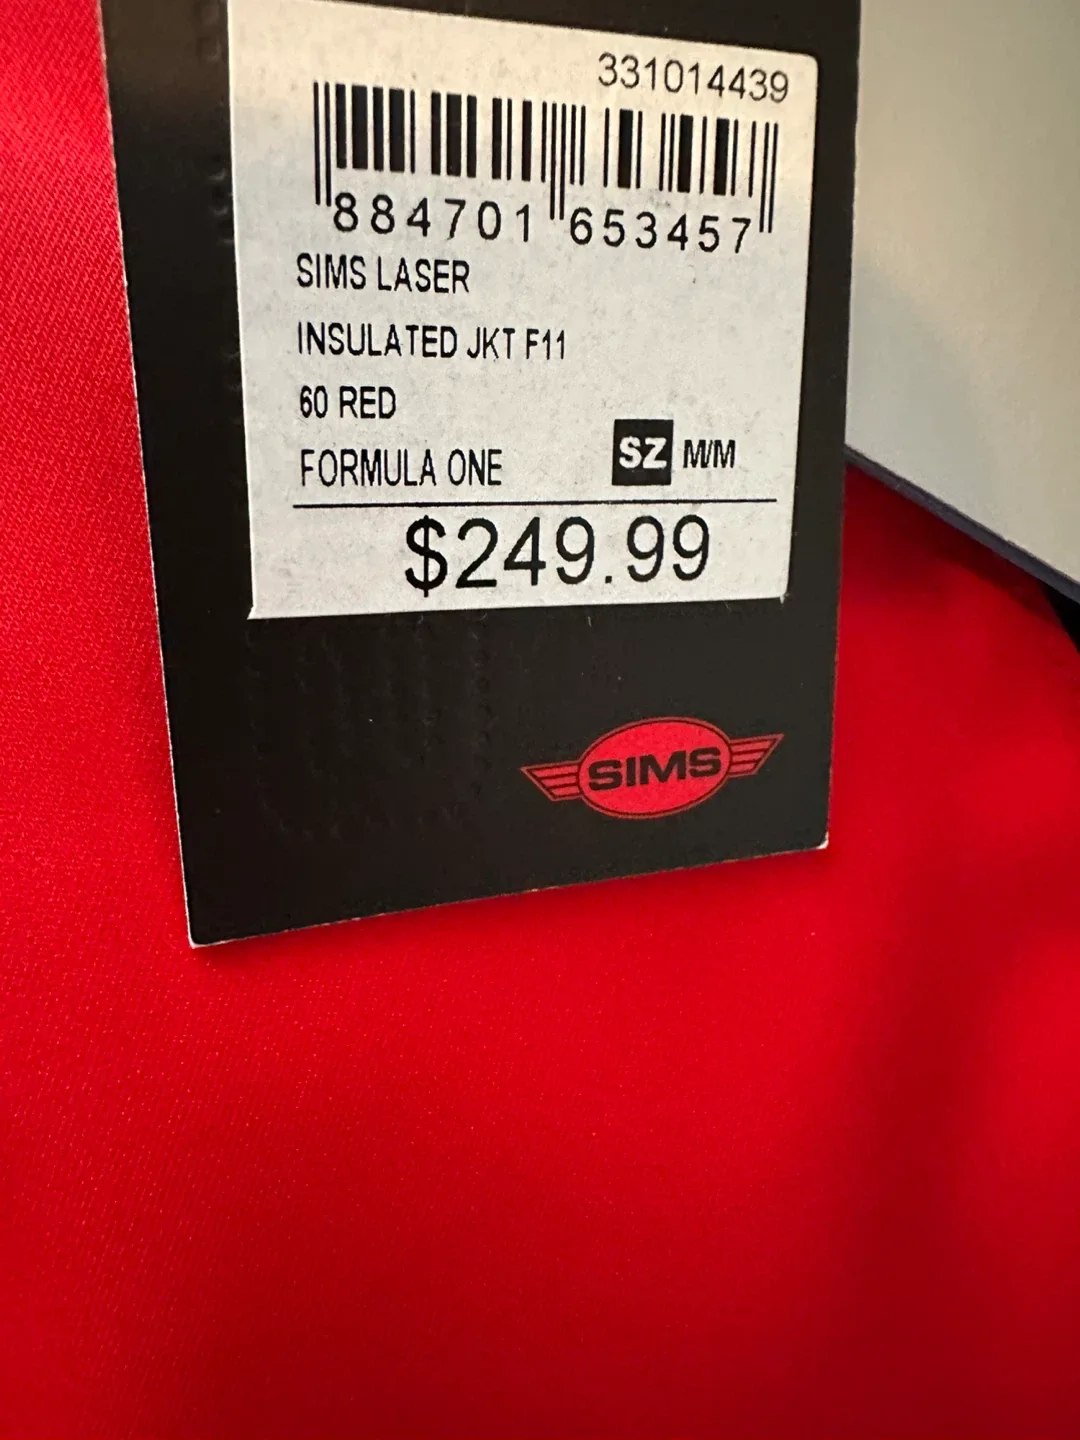 331014439
884701 653457
SIMS LASER
INSULATED JKT F11
60 RED
FORMULA ONE SZ M/M
$249.99
SIMS